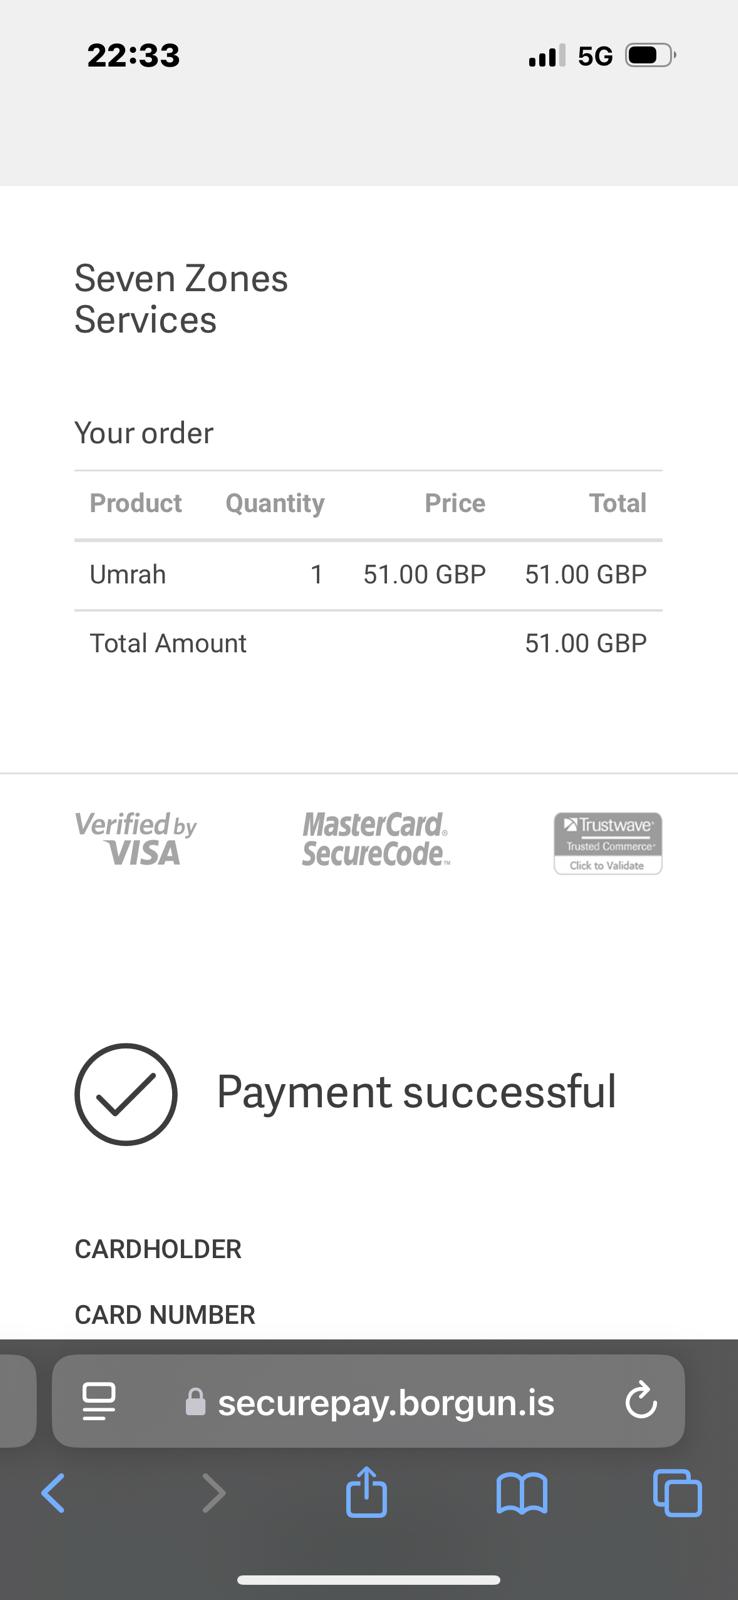 22:33
5G
Seven Zones
Services
Your order
Product Quantity Price Total
Umrah 1 51.00 GBP 51.00 GBP
Total Amount 51.00 GBP
Verified by
VISA
MasterCard®
SecureCode™
Trustwave®
Trusted Commerce℠
Click to Validate
Payment successful
CARDHOLDER
CARD NUMBER
securepay.borgun.is